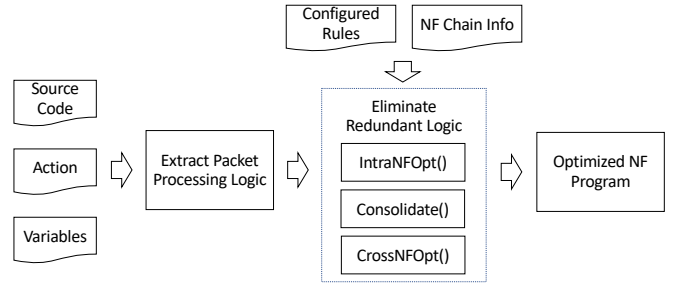 Configured
Rules
NF Chain Info
Source
Code
Action
Variables
Extract Packet
Processing Logic
Eliminate
Redundant Logic
IntraNFOpt()
Consolidate()
CrossNFOpt()
Optimized NF
Program